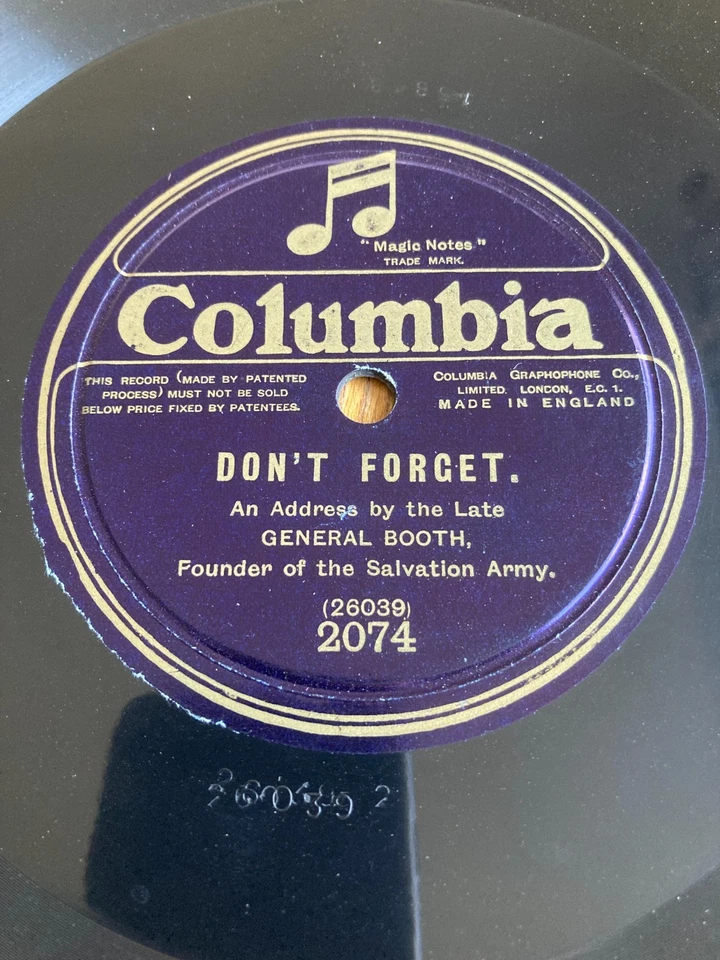 "Magic Notes"
TRADE MARK.
Columbia
THIS RECORD (MADE BY PATENTED
PROCESS) MUST NOT BE SOLD
BELOW PRICE FIXED BY PATENTEES.
COLUMBIA GRAPHOPHONE CO.,
LIMITED. LONDON, E.C. 1.
MADE IN ENGLAND
DON'T FORGET.
An Address by the Late
GENERAL BOOTH,
Founder of the Salvation Army.
(26039)
2074
26039 2